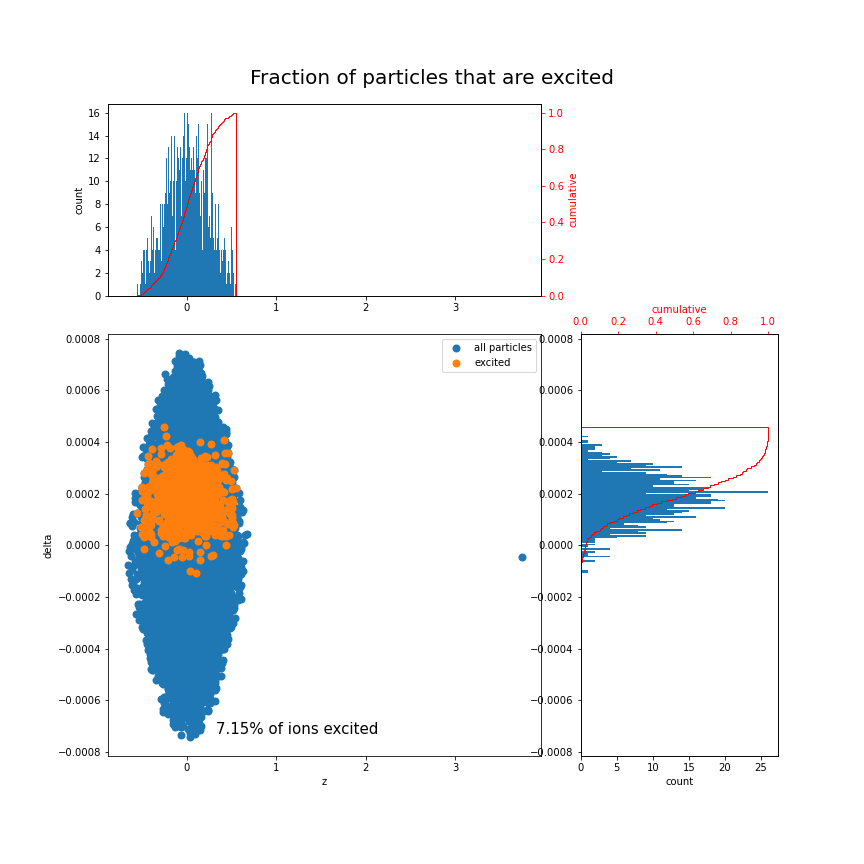 Fraction of particles that are excited
16
14
12
10
8
6
4
2
0
count
0 1 2 3
1.0
0.8
0.6
0.4
0.2
0.0
cumulative
0.0008
0.0006
0.0004
0.0002
0.0000
−0.0002
−0.0004
−0.0006
−0.0008
delta
all particles
excited
7.15% of ions excited
0 1 2 3
z
cumulative
0.0 0.2 0.4 0.6 0.8 1.0
0.0008
0.0006
0.0004
0.0002
0.0000
−0.0002
−0.0004
−0.0006
−0.0008
0 5 10 15 20 25
count